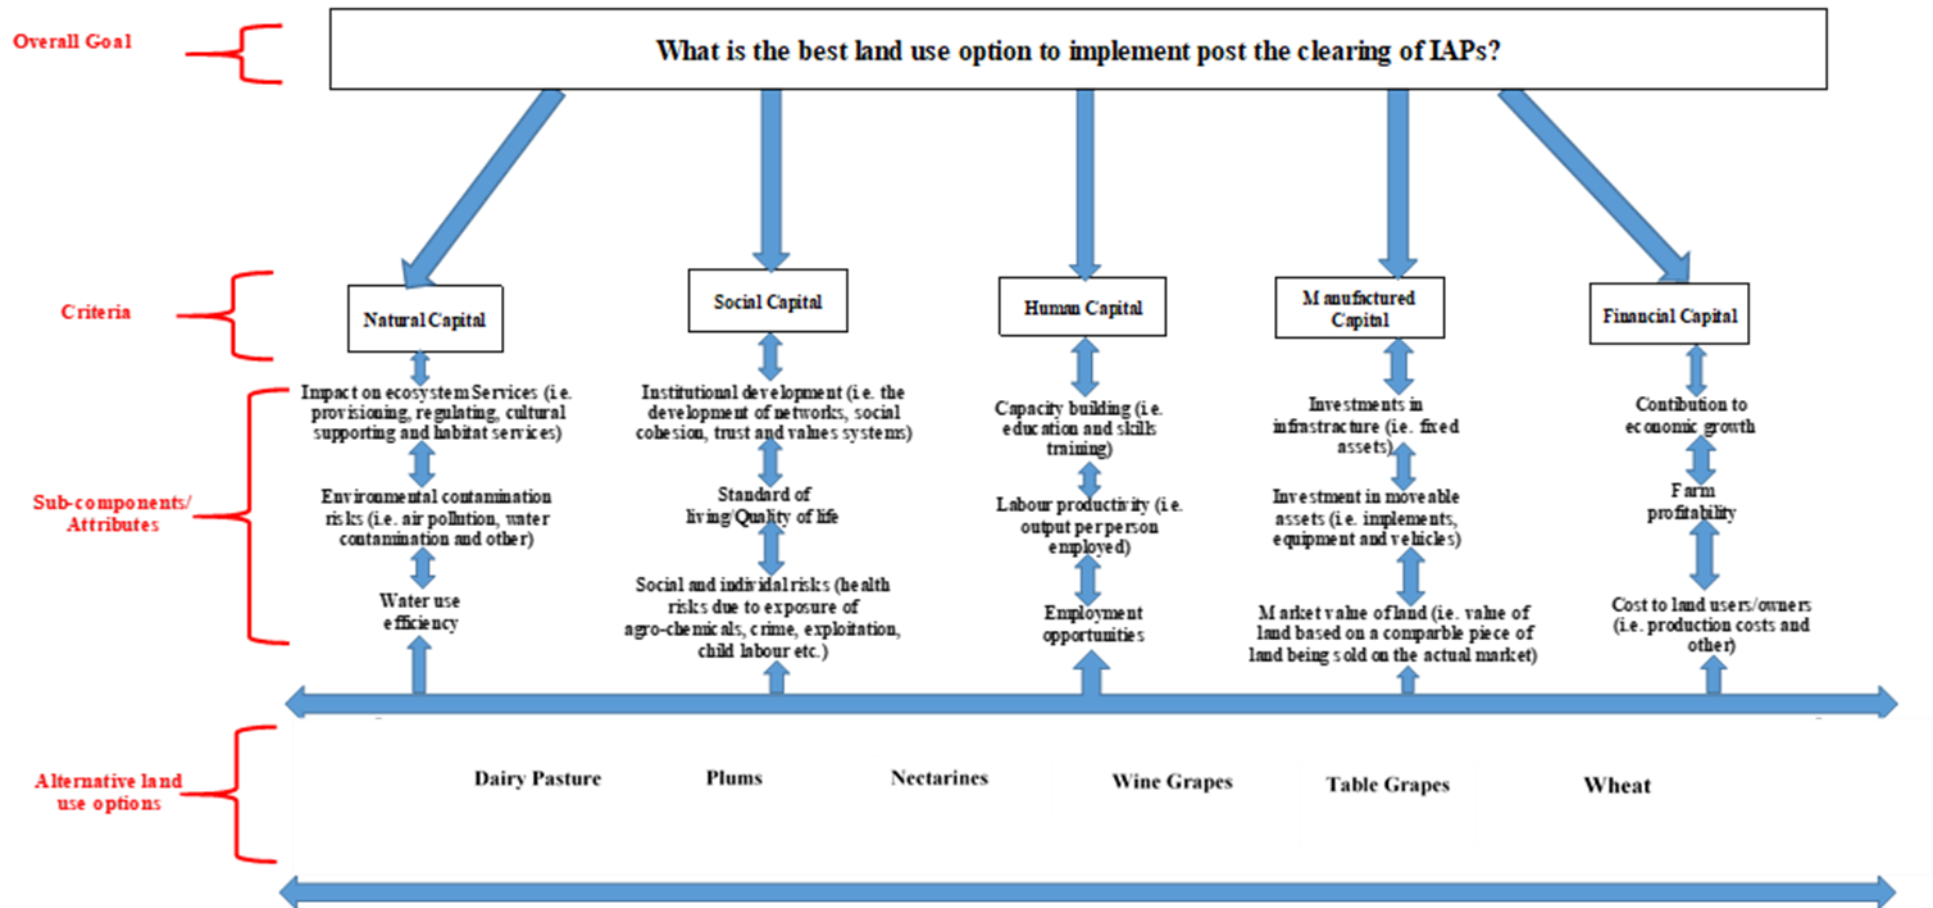 Overall Goal
What is the best land use option to implement post the clearing of IAPs?
Criteria
Natural Capital
Social Capital
Human Capital
Manufactured
Capital
Financial Capital
Sub-components/
Attributes
Impact on ecosystem Services (i.e.
provisioning, regulating, cultural
supporting and habitat services)
Environmental contamination
risks (i.e. air pollution, water
contamination and other)
Water use
efficiency
Institutional development (i.e. the
development of networks, social
cohesion, trust and values systems)
Standard of
living/Quality of life
Social and individal risks (health
risks due to exposure of
agro-chemicals, crime, exploitation,
child labour etc.)
Capacity building (i.e.
education and skills
training)
Labour productivity (i.e.
output per person
employed)
Employment
opportunities
Investments in
infrastracture (i.e. fixed
assets)
Investment in moveable
assets (i.e. implements,
equipment and vehicles)
Market value of land (i.e. value of
land based on a comparble piece of
land being sold on the actual market)
Contibution to
economic growth
Farm
profitability
Cost to land users/owners
(i.e. production costs and
other)
Alternative land
use options
Dairy Pasture
Plums
Nectarines
Wine Grapes
Table Grapes
Wheat